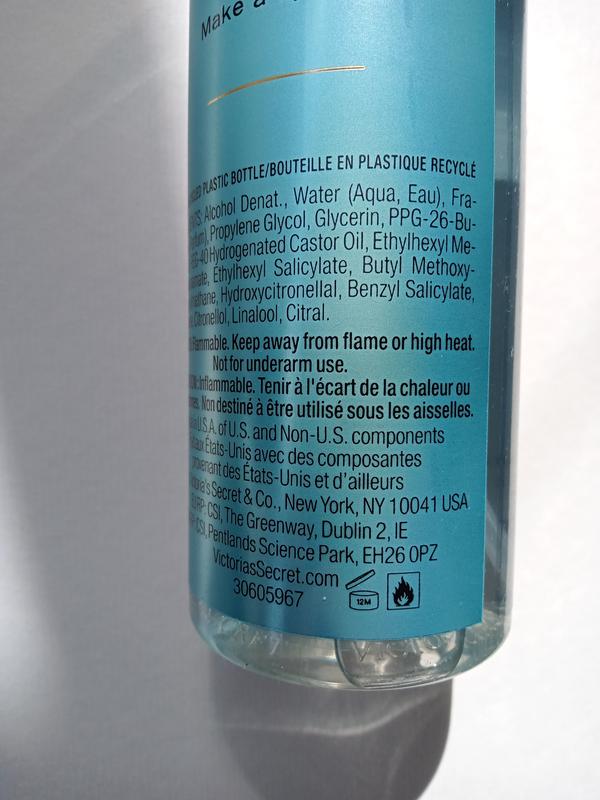 Make a
PLASTIC BOTTLE/BOUTEILLE EN PLASTIQUE RECYCLÉ
Alcohol Denat., Water (Aqua, Eau), Fra-
Propylene Glycol, Glycerin, PPG-26-Bu-
40 Hydrogenated Castor Oil, Ethylhexyl Me-
Ethylhexyl Salicylate, Butyl Methoxy-
Hydroxycitronellal, Benzyl Salicylate,
Citronellol, Linalool, Citral.
Flammable. Keep away from flame or high heat.
Not for underarm use.
Inflammable. Tenir à l'écart de la chaleur ou
Non destiné à être utilisé sous les aisselles.
U.S.A. of U.S. and Non-U.S. components
États-Unis avec des composantes
provenant des États-Unis et d'ailleurs
Secret & Co., New York, NY 10041 USA
RP: CSI, The Greenway, Dublin 2, IE
CSI, Pentlands Science Park, EH26 0PZ
VictoriasSecret.com
30605967
12M